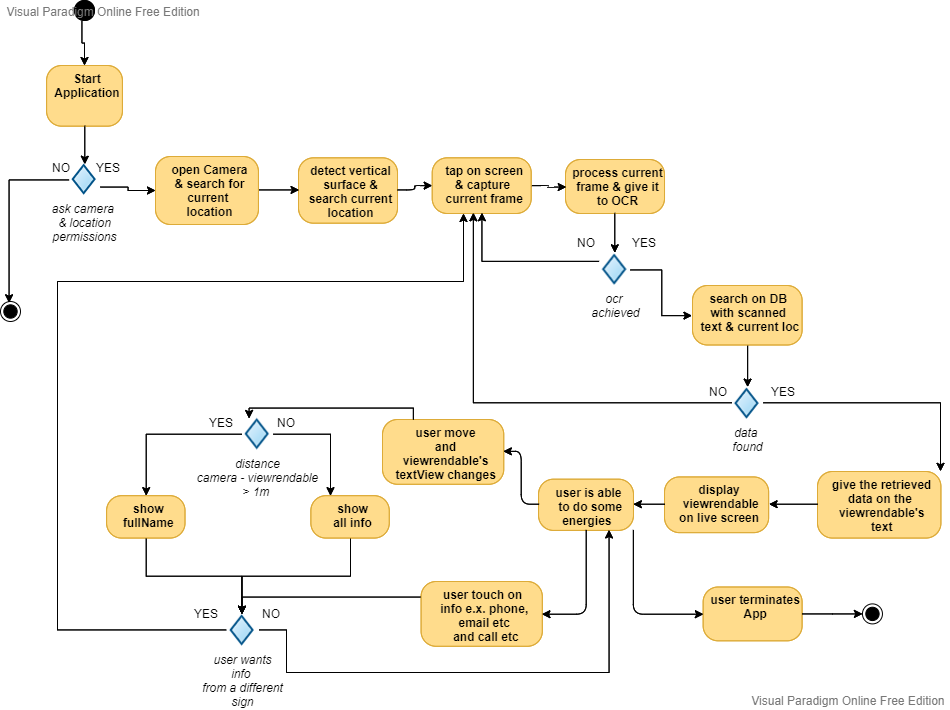 Visual Paradigm Online Free Edition
Start
Application
NO
YES
ask camera
& location
permissions
open Camera
& search for
current
location
detect vertical
surface &
search current
location
tap on screen
& capture
current frame
process current
frame & give it
to OCR
NO
YES
ocr
achieved
search on DB
with scanned
text & current loc
NO
YES
data
found
give the retrieved
data on the
viewrendable's
text
display
viewrendable
on live screen
user is able
to do some
energies
user move
and
viewrendable's
textView changes
YES
NO
distance
camera - viewrendable
> 1m
show
fullName
show
all info
user touch on
info e.x. phone,
email etc
and call etc
user terminates
App
YES
NO
user wants
info
from a different
sign
Visual Paradigm Online Free Edition